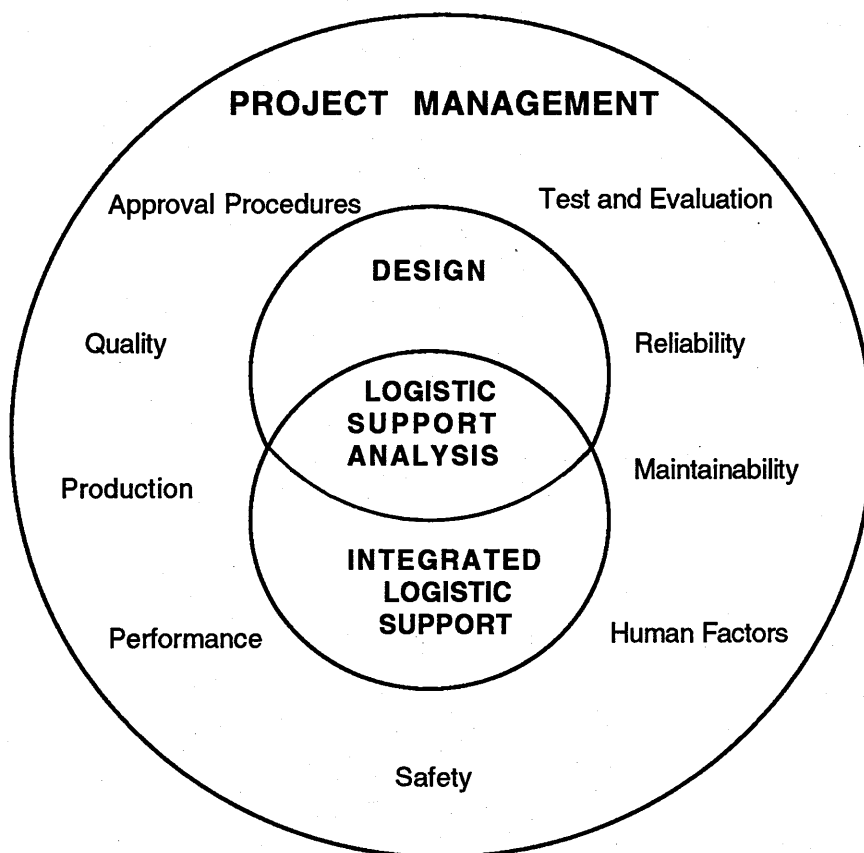 PROJECT MANAGEMENT
Approval Procedures
Test and Evaluation
DESIGN
Quality
Reliability
LOGISTIC
SUPPORT
ANALYSIS
Production
Maintainability
INTEGRATED
LOGISTIC
SUPPORT
Performance
Human Factors
Safety